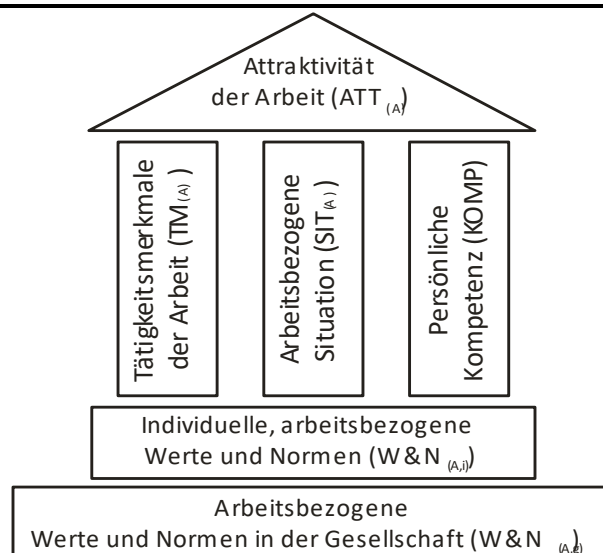 Attraktivität
der Arbeit (ATT (A)
Tätigkeitsmerkmale
der Arbeit (TM(A))
Arbeitsbezogene
Situation (SIT(A))
Persönliche
Kompetenz (KOMP)
Individuelle, arbeitsbezogene
Werte und Normen (W&N (A,i))
Arbeitsbezogene
Werte und Normen in der Gesellschaft (W&N (A,g)